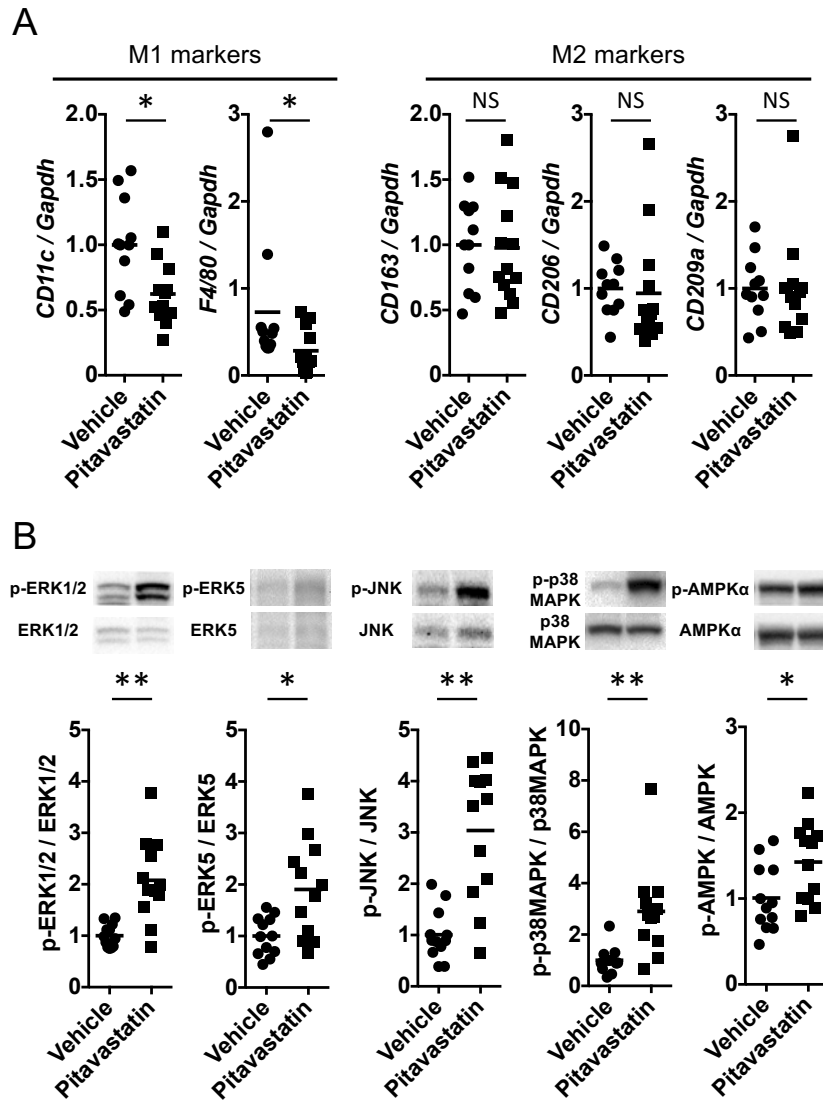 A
M1 markers
M2 markers
*
*
NS
NS
NS
CD11c / Gapdh
2.0
1.5
1.0
0.5
0
F4/80 / Gapdh
3
2
1
0
CD163 / Gapdh
2.0
1.5
1.0
0.5
0
CD206 / Gapdh
3
2
1
0
CD209a / Gapdh
3
2
1
0
Vehicle
Pitavastatin
Vehicle
Pitavastatin
Vehicle
Pitavastatin
Vehicle
Pitavastatin
Vehicle
Pitavastatin
B
p-ERK1/2
ERK1/2
p-ERK5
ERK5
p-JNK
JNK
p-p38
MAPK
p38
MAPK
p-AMPKα
AMPKα
**
*
**
**
*
p-ERK1/2 / ERK1/2
5
4
3
2
1
0
p-ERK5 / ERK5
5
4
3
2
1
0
p-JNK / JNK
5
4
3
2
1
0
p-p38MAPK / p38MAPK
10
8
6
4
2
0
p-AMPK / AMPK
3
2
1
0
Vehicle
Pitavastatin
Vehicle
Pitavastatin
Vehicle
Pitavastatin
Vehicle
Pitavastatin
Vehicle
Pitavastatin